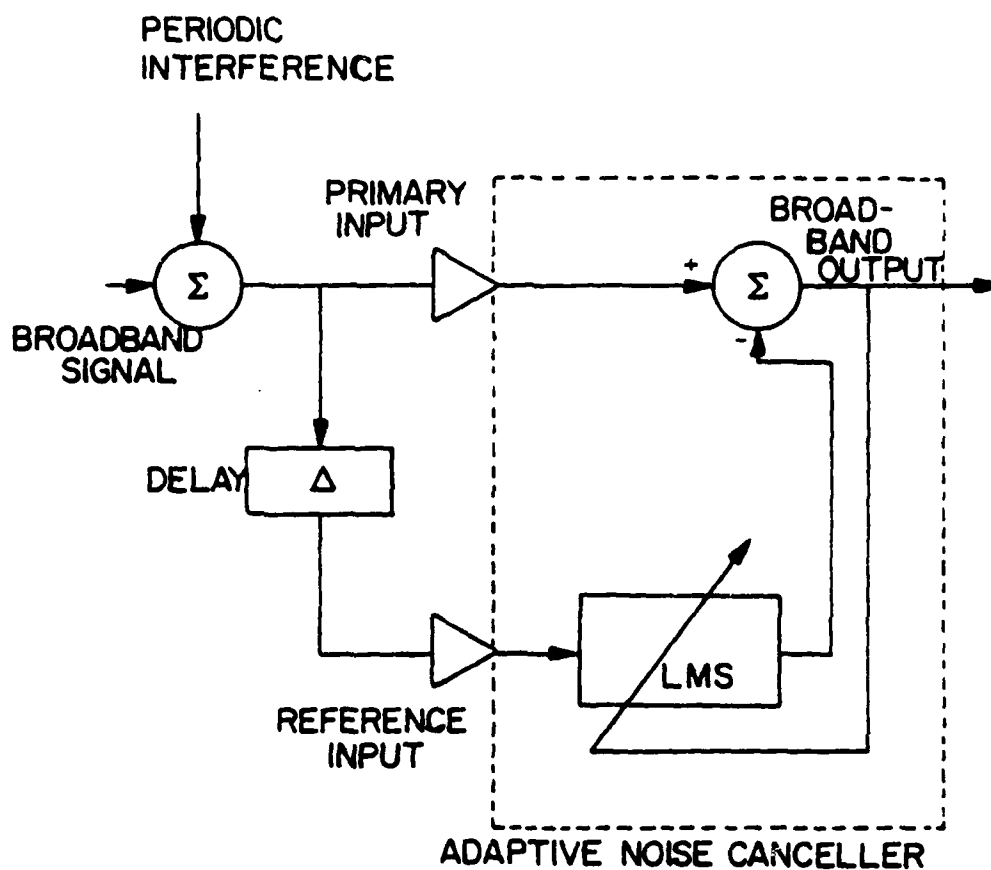 PERIODIC
INTERFERENCE
PRIMARY
INPUT
BROAD-
BAND
OUTPUT
Σ
+
Σ
-
BROADBAND
SIGNAL
DELAY
Δ
LMS
REFERENCE
INPUT
ADAPTIVE NOISE CANCELLER